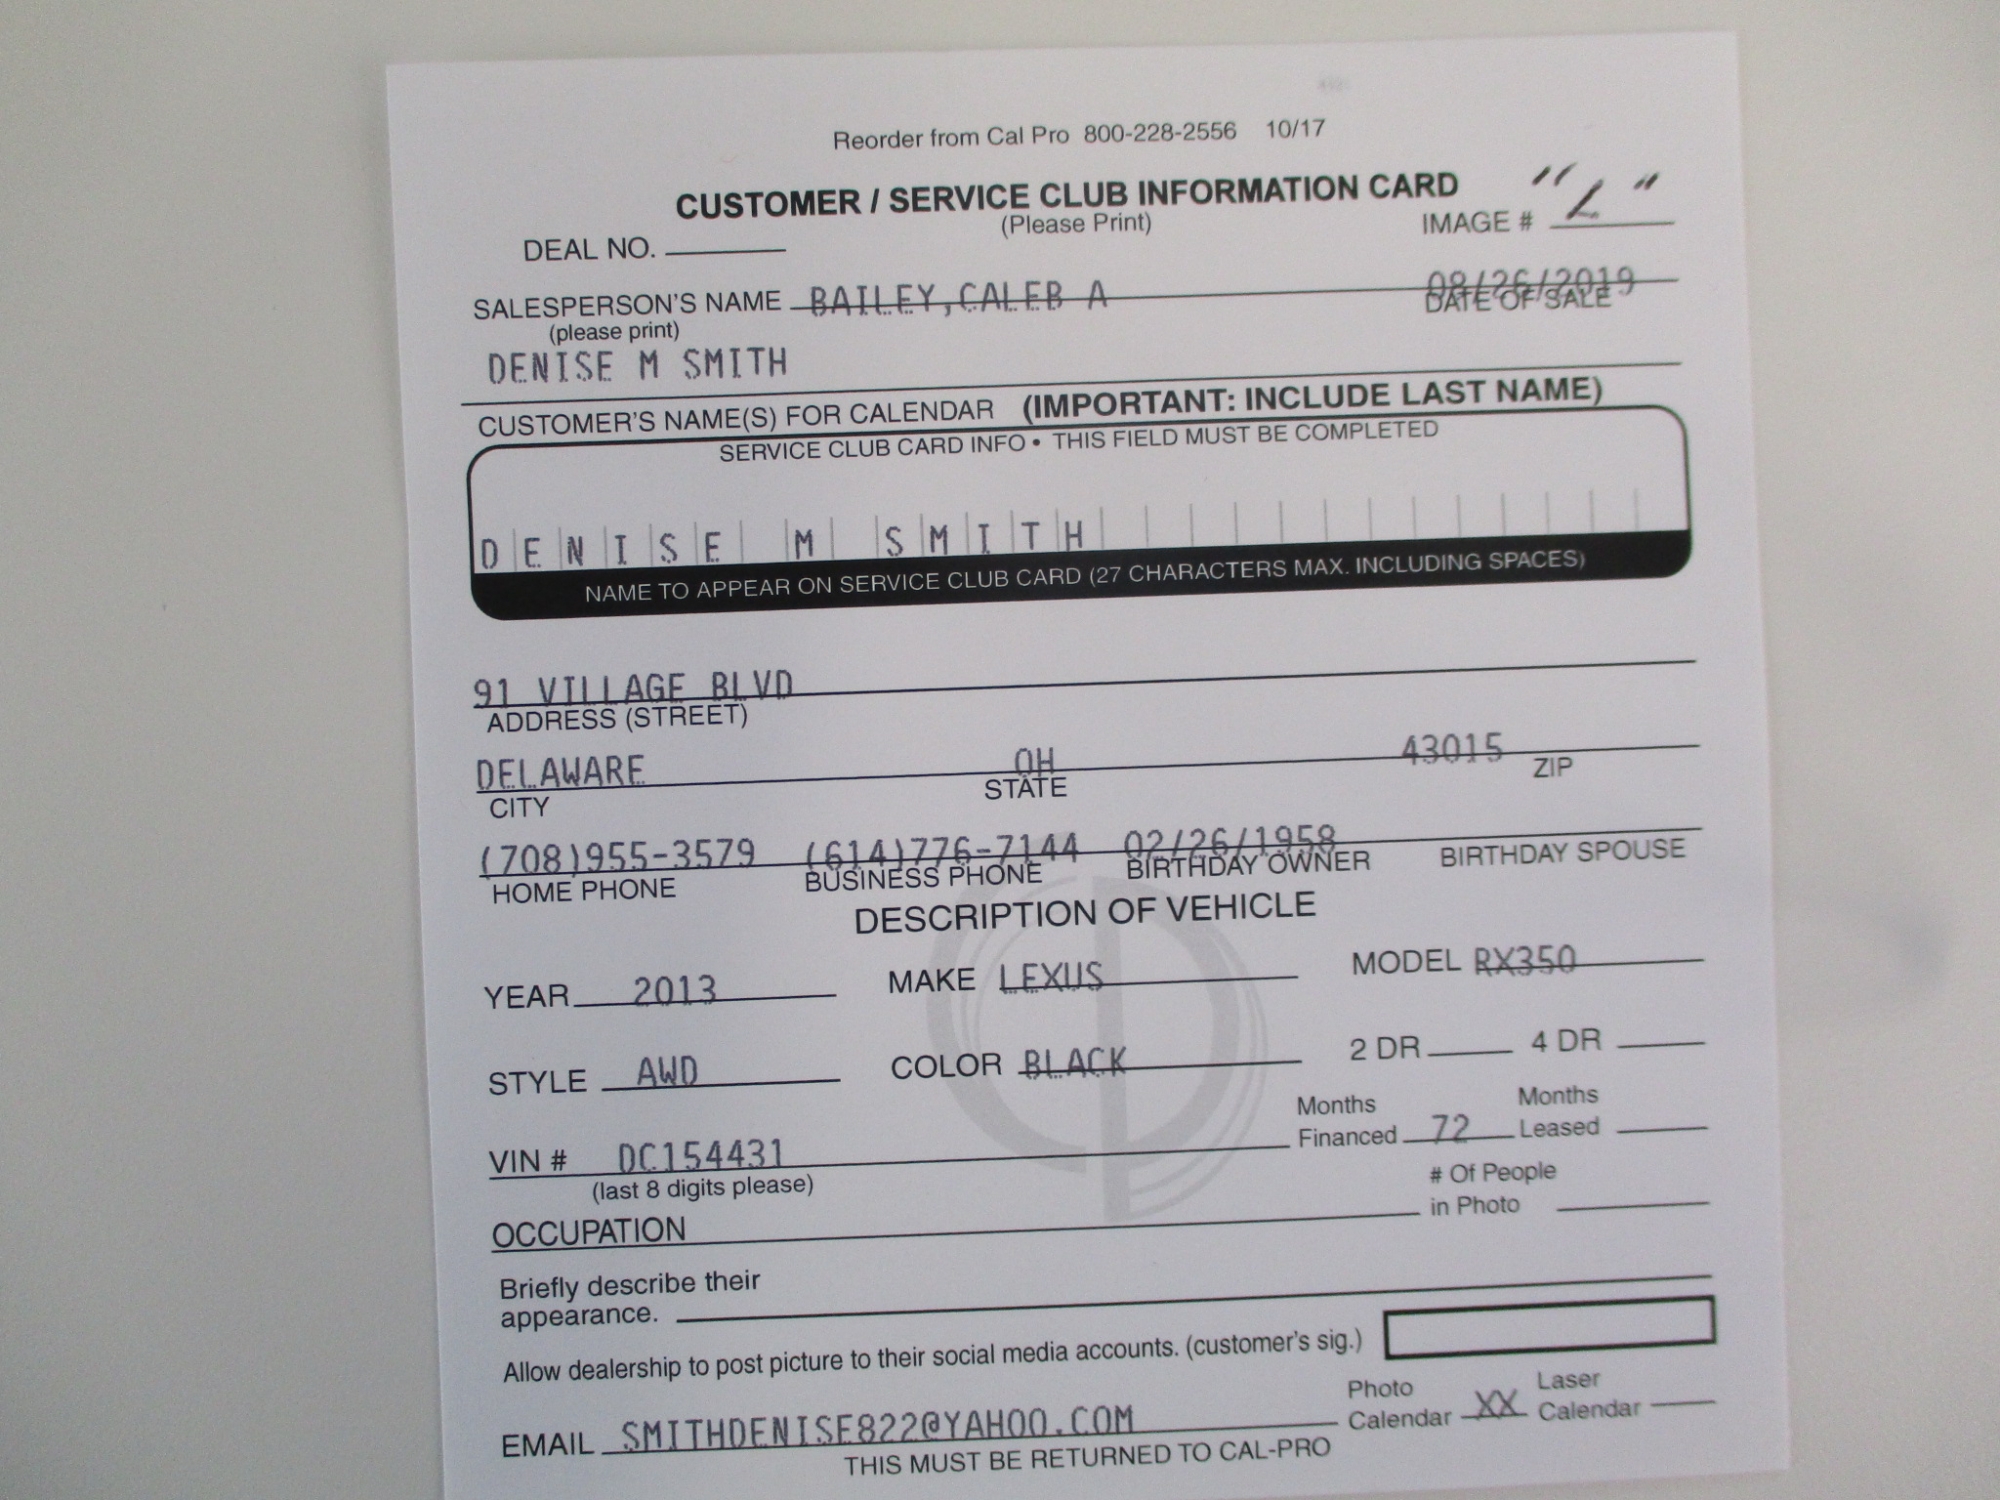 Reorder from Cal Pro 800-228-2556 10/17
CUSTOMER / SERVICE CLUB INFORMATION CARD
(Please Print)
IMAGE # "L"
DEAL NO.
SALESPERSON'S NAME BAILEY,CALEB A 08/26/2019
(please print) DATE OF SALE
DENISE M SMITH
CUSTOMER'S NAME(S) FOR CALENDAR (IMPORTANT: INCLUDE LAST NAME)
SERVICE CLUB CARD INFO • THIS FIELD MUST BE COMPLETED
DENISE M SMITH
NAME TO APPEAR ON SERVICE CLUB CARD (27 CHARACTERS MAX. INCLUDING SPACES)
91 VILLAGE BLVD
ADDRESS (STREET)
DELAWARE OH 43015
CITY STATE ZIP
(708)955-3579 (614)776-7144 02/26/1958
HOME PHONE BUSINESS PHONE BIRTHDAY OWNER BIRTHDAY SPOUSE
DESCRIPTION OF VEHICLE
YEAR 2013 MAKE LEXUS MODEL RX350
STYLE AWD COLOR BLACK 2 DR 4 DR
VIN # DC154431 Months Financed 72 Months Leased
(last 8 digits please)
# Of People in Photo
OCCUPATION
Briefly describe their
appearance.
Allow dealership to post picture to their social media accounts. (customer's sig.)
EMAIL SMITHDENISE822@YAHOO.COM Photo Calendar XX Laser Calendar
THIS MUST BE RETURNED TO CAL-PRO